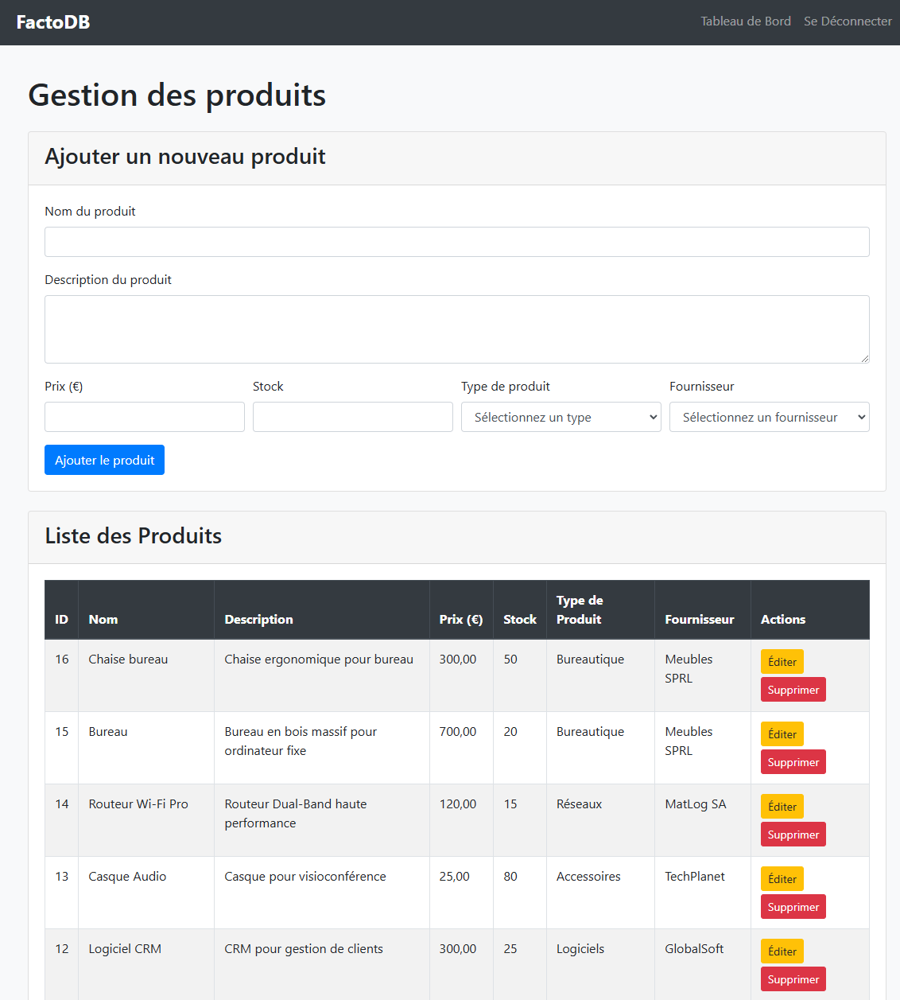 FactoDB
Tableau de Bord Se Déconnecter
Gestion des produits
Ajouter un nouveau produit
Nom du produit
Description du produit
Prix (€) Stock Type de produit Fournisseur
Sélectionnez un type Sélectionnez un fournisseur
Ajouter le produit
Liste des Produits
ID Nom Description Prix (€) Stock Type de Produit Fournisseur Actions
16 Chaise bureau Chaise ergonomique pour bureau 300,00 50 Bureautique Meubles SPRL Éditer
Supprimer
15 Bureau Bureau en bois massif pour ordinateur fixe 700,00 20 Bureautique Meubles SPRL Éditer
Supprimer
14 Routeur Wi-Fi Pro Routeur Dual-Band haute performance 120,00 15 Réseaux MatLog SA Éditer
Supprimer
13 Casque Audio Casque pour visioconférence 25,00 80 Accessoires TechPlanet Éditer
Supprimer
12 Logiciel CRM CRM pour gestion de clients 300,00 25 Logiciels GlobalSoft Éditer
Supprimer